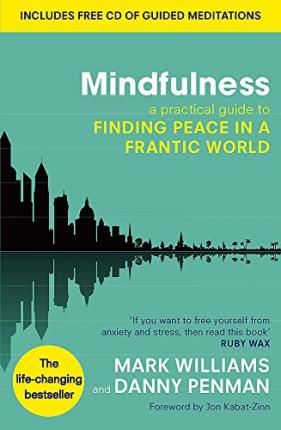 INCLUDES FREE CD OF GUIDED MEDITATIONS
Mindfulness
a practical guide to
FINDING PEACE IN A
FRANTIC WORLD
'If you want to free yourself from
anxiety and stress, then read this book'
RUBY WAX
The
life-changing
bestseller
MARK WILLIAMS
and DANNY PENMAN
Foreword by Jon Kabat-Zinn